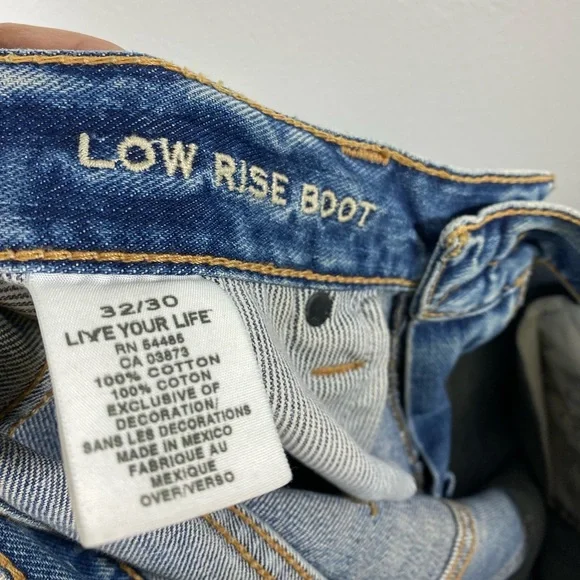 LOW RISE BOOT
32/30
LIVE YOUR LIFE™
RN 54485
CA 03873
100% COTTON
100% COTON
EXCLUSIVE OF
DECORATION/
SANS LES DECORATIONS
MADE IN MEXICO
FABRIQUE AU
MEXIQUE
OVER/VERSO